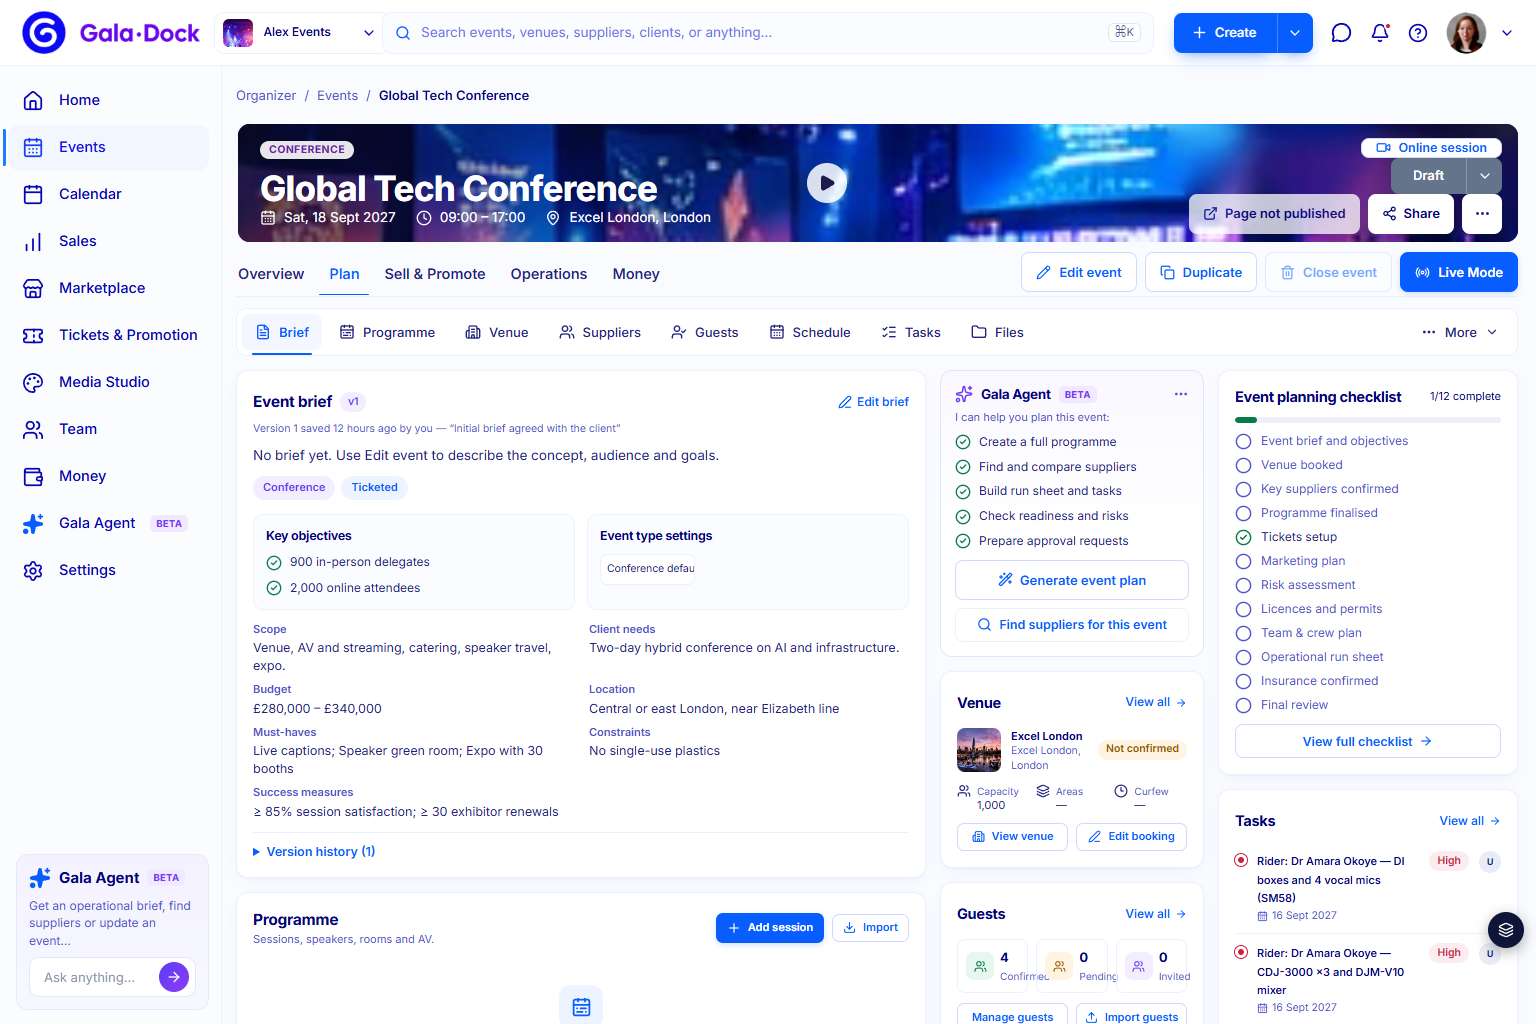 Gala·Dock
Alex Events
Search events, venues, suppliers, clients, or anything...
⌘K
Create
Home
Events
Calendar
Sales
Marketplace
Tickets & Promotion
Media Studio
Team
Money
Gala Agent BETA
Settings
Gala Agent BETA
Get an operational brief, find
suppliers or update an
event...
Ask anything...
Organizer / Events / Global Tech Conference
CONFERENCE
Global Tech Conference
Sat, 18 Sept 2027 09:00 – 17:00 Excel London, London
Online session
Draft
Page not published
Share
Overview Plan Sell & Promote Operations Money
Edit event
Duplicate
Close event
Live Mode
Brief Programme Venue Suppliers Guests Schedule Tasks Files
More
Event brief v1
Edit brief
Version 1 saved 12 hours ago by you — “Initial brief agreed with the client”
No brief yet. Use Edit event to describe the concept, audience and goals.
Conference Ticketed
Key objectives
900 in-person delegates
2,000 online attendees
Event type settings
Conference defau
Scope
Venue, AV and streaming, catering, speaker travel,
expo.
Client needs
Two-day hybrid conference on AI and infrastructure.
Budget
£280,000 – £340,000
Location
Central or east London, near Elizabeth line
Must-haves
Live captions; Speaker green room; Expo with 30
booths
Constraints
No single-use plastics
Success measures
≥ 85% session satisfaction; ≥ 30 exhibitor renewals
Version history (1)
Programme
Sessions, speakers, rooms and AV.
Add session
Import
Gala Agent BETA
I can help you plan this event:
Create a full programme
Find and compare suppliers
Build run sheet and tasks
Check readiness and risks
Prepare approval requests
Generate event plan
Find suppliers for this event
Venue
View all
Excel London
Excel London,
London
Not confirmed
Capacity
1,000
Areas
—
Curfew
—
View venue
Edit booking
Guests
View all
4
Confirmed
0
Pending
0
Invited
Manage guests
Import guests
Event planning checklist
1/12 complete
Event brief and objectives
Venue booked
Key suppliers confirmed
Programme finalised
Tickets setup
Marketing plan
Risk assessment
Licences and permits
Team & crew plan
Operational run sheet
Insurance confirmed
Final review
View full checklist
Tasks
View all
Rider: Dr Amara Okoye — DI
boxes and 4 vocal mics
(SM58)
High
U
16 Sept 2027
Rider: Dr Amara Okoye —
CDJ-3000 ×3 and DJM-V10
mixer
High
U
16 Sept 2027